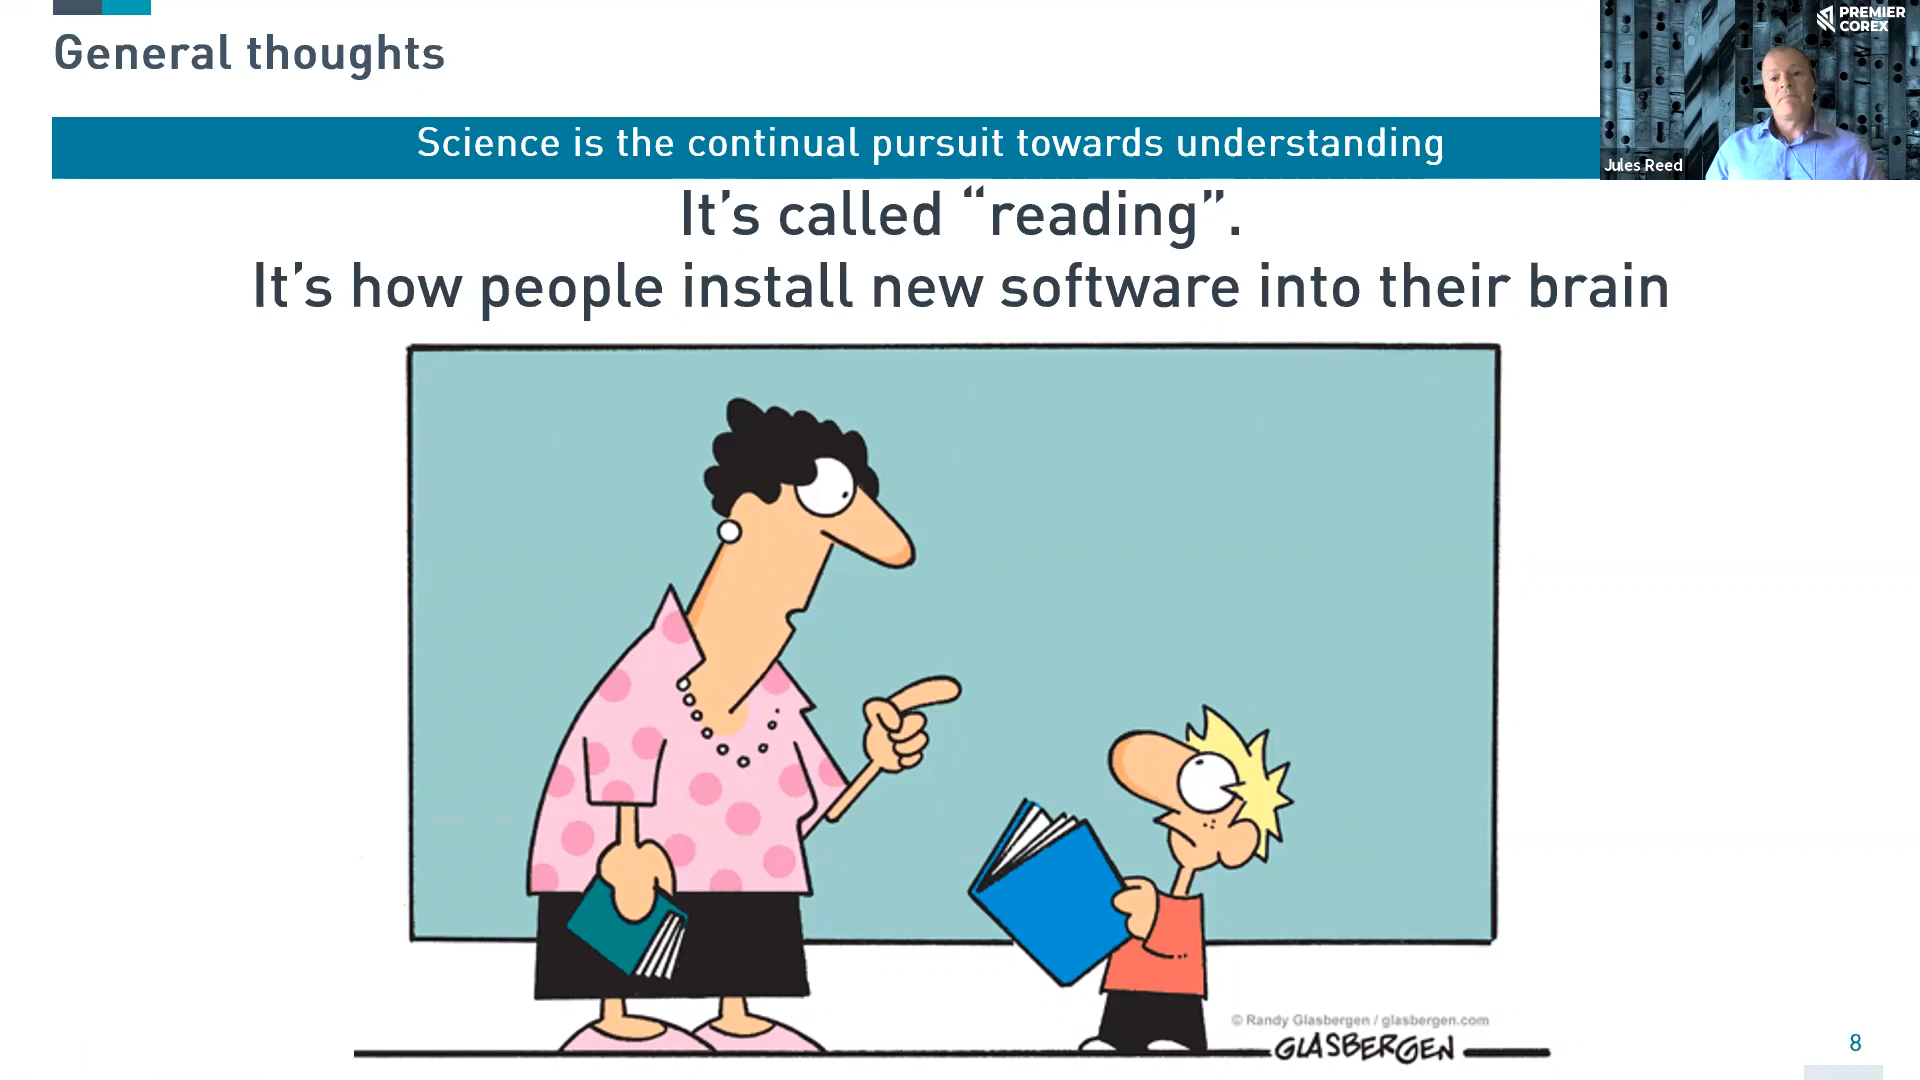 General thoughts
PREMIER
COREX
Science is the continual pursuit towards understanding
Jules Reed
It's called “reading”.
It's how people install new software into their brain
© Randy Glasbergen / glasbergen.com
GLASBERGEN
8